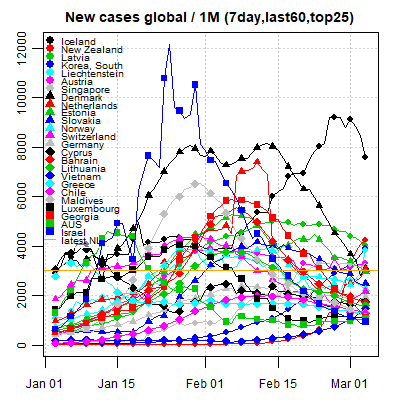 New cases global / 1M (7day,last60,top25)
12000
10000
8000
6000
4000
2000
0
Iceland
New Zealand
Latvia
Korea, South
Liechtenstein
Austria
Singapore
Denmark
Netherlands
Estonia
Slovakia
Norway
Switzerland
Germany
Cyprus
Bahrain
Lithuania
Vietnam
Greece
Chile
Maldives
Luxembourg
Georgia
AUS
Israel
latest NL
Jan 01
Jan 15
Feb 01
Feb 15
Mar 01